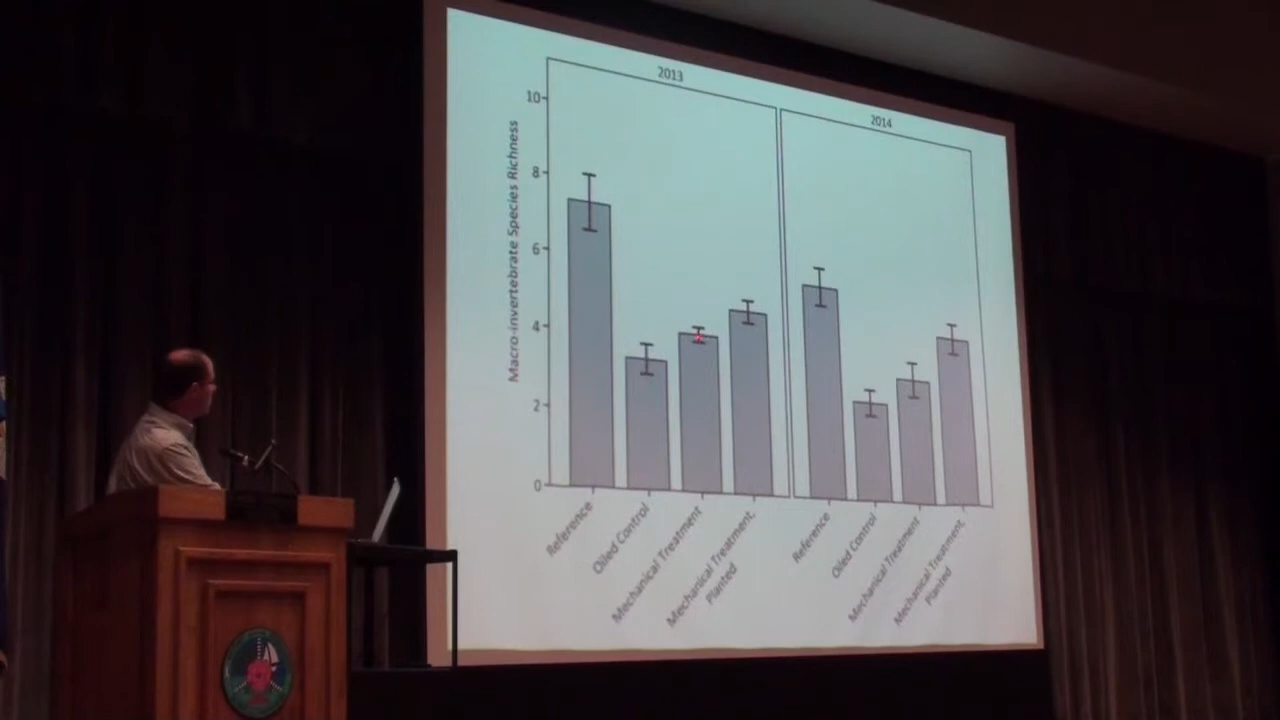 2013
2014
Macro-invertebrate Species Richness
10
8
6
4
2
0
Reference
Oiled Control
Mechanical Treatment
Mechanical Treatment,
Planted
Reference
Oiled Control
Mechanical Treatment
Mechanical Treatment,
Planted